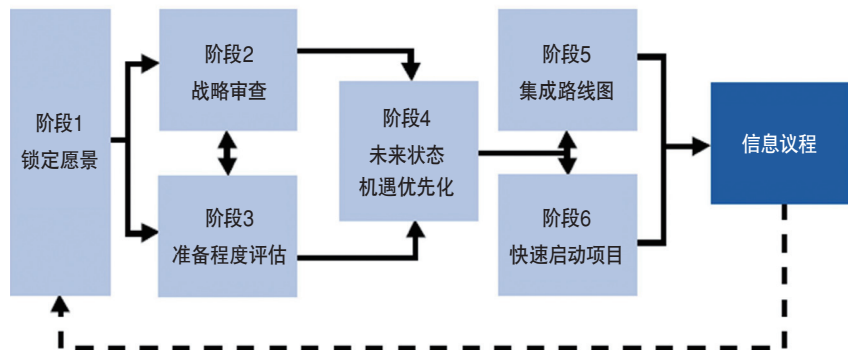 阶段1
锁定愿景
阶段2
战略审查
阶段3
准备程度评估
阶段4
未来状态
机遇优先化
阶段5
集成路线图
阶段6
快速启动项目
信息议程